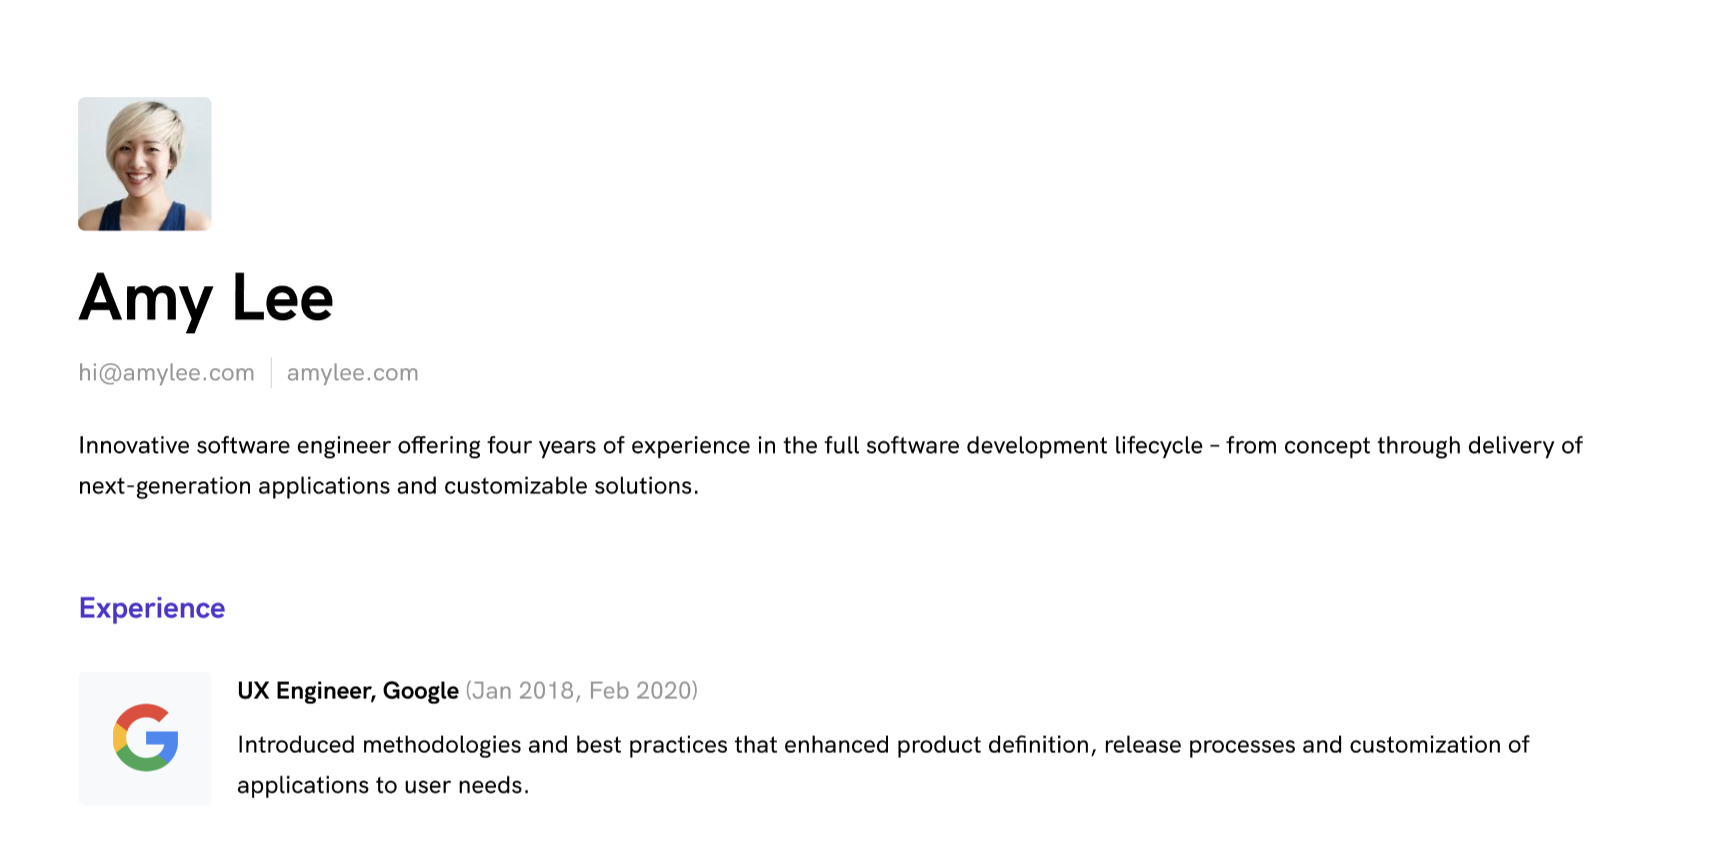 Amy Lee
hi@amylee.com amylee.com
Innovative software engineer offering four years of experience in the full software development lifecycle – from concept through delivery of
next-generation applications and customizable solutions.
Experience
UX Engineer, Google (Jan 2018, Feb 2020)
Introduced methodologies and best practices that enhanced product definition, release processes and customization of
applications to user needs.